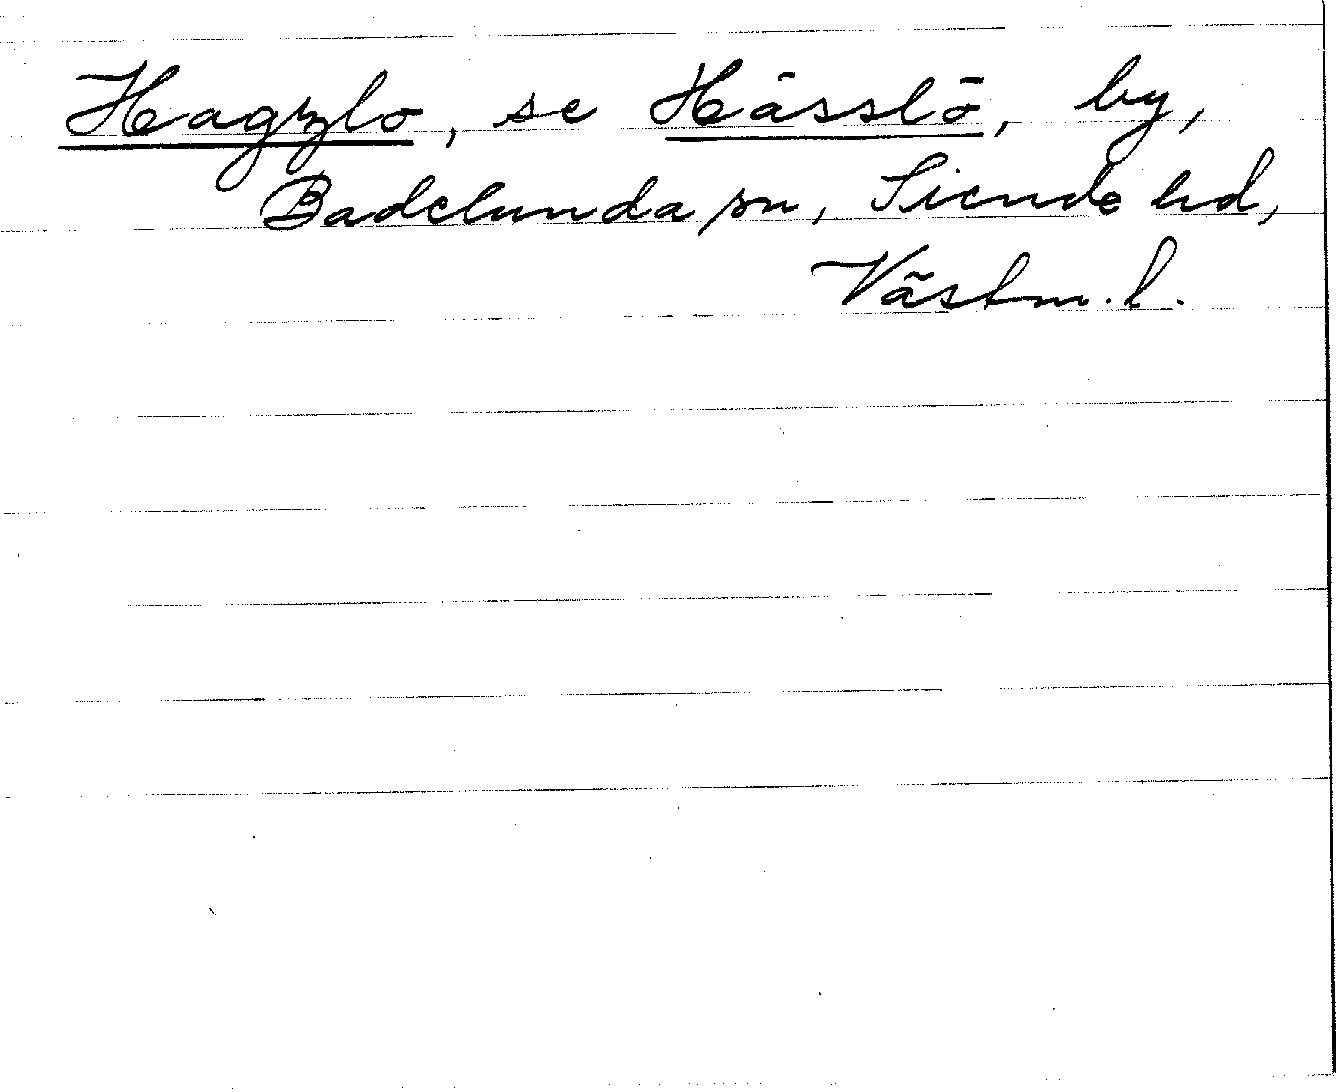 Hagzlo, se Hässlö, by,
Badelunda sn, Siende hd,
Västm. l.